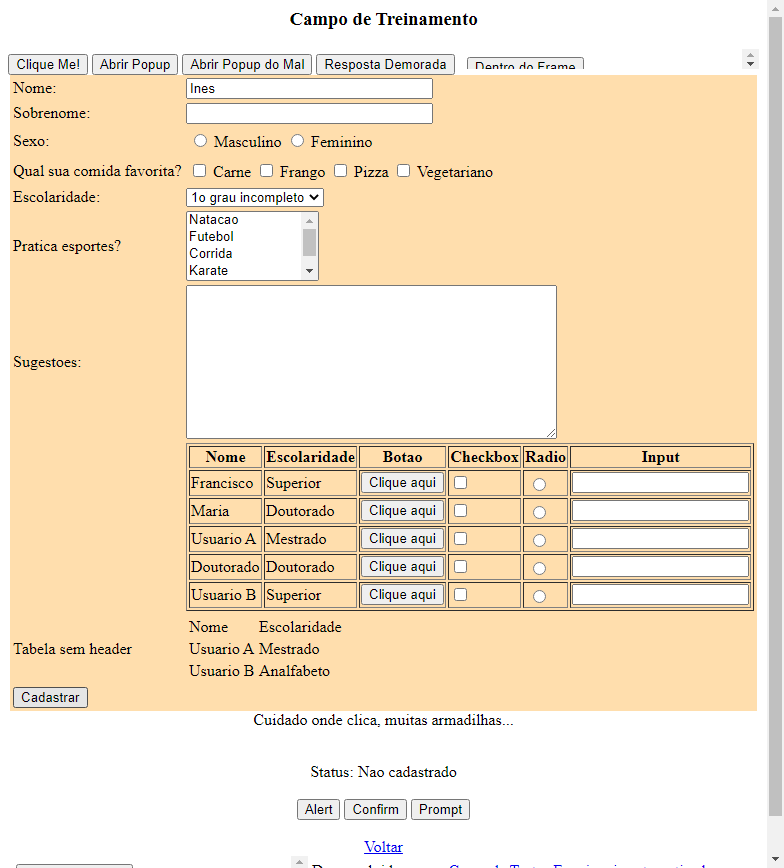 Campo de Treinamento
Clique Me! Abrir Popup Abrir Popup do Mal Resposta Demorada Dentro do Frame
Nome: Ines
Sobrenome:
Sexo: Masculino Feminino
Qual sua comida favorita? Carne Frango Pizza Vegetariano
Escolaridade: 1o grau incompleto
Natacao
Futebol
Pratica esportes?
Corrida
Karate
Sugestoes:
Nome Escolaridade Botao Checkbox Radio Input
Francisco Superior Clique aqui
Maria Doutorado Clique aqui
Usuario A Mestrado Clique aqui
Doutorado Doutorado Clique aqui
Usuario B Superior Clique aqui
Nome Escolaridade
Tabela sem header Usuario A Mestrado
Usuario B Analfabeto
Cadastrar
Cuidado onde clica, muitas armadilhas...
Status: Nao cadastrado
Alert Confirm Prompt
Voltar